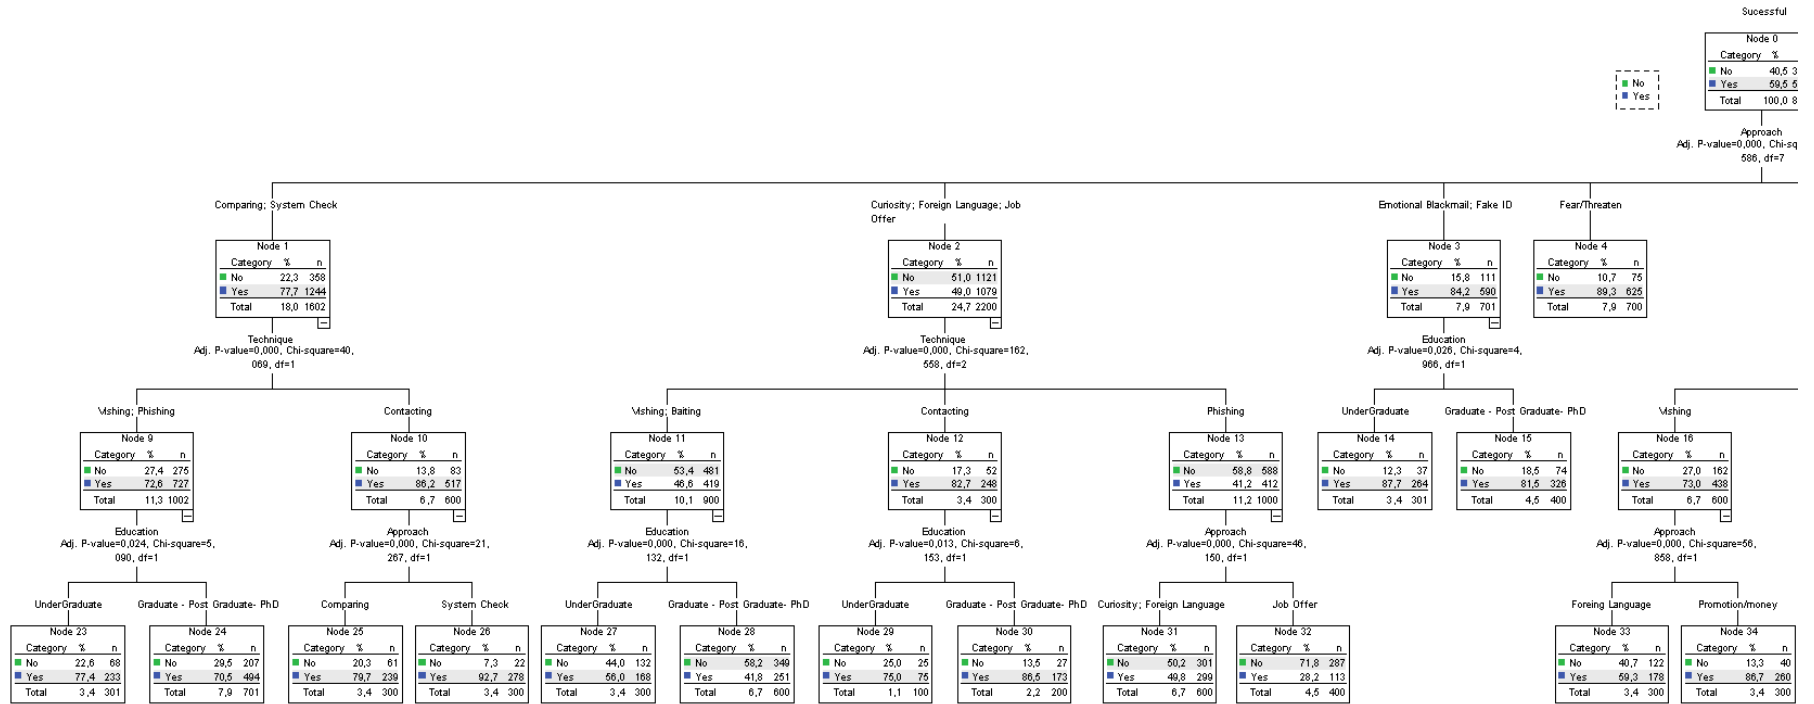 Sucessful
Node 0
Category %
No 40,5 3
Yes 59,5 5
Total 100,0 8
No
Yes
Approach
Adj. P-value=0,000, Chi-sq
586, df=7
Comparing; System Check
Curiosity; Foreign Language; Job
Offer
Emotional Blackmail; Fake ID
Fear/Threaten
Node 1
Category % n
No 22,3 358
Yes 77,7 1244
Total 18,0 1602
Node 2
Category % n
No 51,0 1121
Yes 49,0 1079
Total 24,7 2200
Node 3
Category % n
No 15,8 111
Yes 84,2 590
Total 7,9 701
Node 4
Category % n
No 10,7 75
Yes 89,3 625
Total 7,9 700
Technique
Adj. P-value=0,000, Chi-square=40,
069, df=1
Technique
Adj. P-value=0,000, Chi-square=162,
558, df=2
Education
Adj. P-value=0,026, Chi-square=4,
966, df=1
Vishing; Phishing
Contacting
Vishing; Baiting
Contacting
Phishing
UnderGraduate
Graduate - Post Graduate- PhD
Vishing
Node 9
Category % n
No 27,4 275
Yes 72,6 727
Total 11,3 1002
Node 10
Category % n
No 13,8 83
Yes 86,2 517
Total 6,7 600
Node 11
Category % n
No 53,4 481
Yes 46,6 419
Total 10,1 900
Node 12
Category % n
No 17,3 52
Yes 82,7 248
Total 3,4 300
Node 13
Category % n
No 58,8 588
Yes 41,2 412
Total 11,2 1000
Node 14
Category % n
No 12,3 37
Yes 87,7 264
Total 3,4 301
Node 15
Category % n
No 18,5 74
Yes 81,5 326
Total 4,5 400
Node 16
Category % n
No 27,0 162
Yes 73,0 438
Total 6,7 600
Education
Adj. P-value=0,024, Chi-square=5,
090, df=1
Approach
Adj. P-value=0,000, Chi-square=21,
267, df=1
Education
Adj. P-value=0,000, Chi-square=16,
132, df=1
Education
Adj. P-value=0,013, Chi-square=6,
153, df=1
Approach
Adj. P-value=0,000, Chi-square=46,
150, df=1
Approach
Adj. P-value=0,000, Chi-square=56,
858, df=1
UnderGraduate
Graduate - Post Graduate- PhD
Comparing
System Check
UnderGraduate
Graduate - Post Graduate- PhD
UnderGraduate
Graduate - Post Graduate- PhD
Curiosity; Foreign Language
Job Offer
Foreing Language
Promotion/money
Node 23
Category % n
No 22,6 68
Yes 77,4 233
Total 3,4 301
Node 24
Category % n
No 29,5 207
Yes 70,5 494
Total 7,9 701
Node 25
Category % n
No 20,3 61
Yes 79,7 239
Total 3,4 300
Node 26
Category % n
No 7,3 22
Yes 92,7 278
Total 3,4 300
Node 27
Category % n
No 44,0 132
Yes 56,0 168
Total 3,4 300
Node 28
Category % n
No 58,2 349
Yes 41,8 251
Total 6,7 600
Node 29
Category % n
No 25,0 25
Yes 75,0 75
Total 1,1 100
Node 30
Category % n
No 13,5 27
Yes 86,5 173
Total 2,2 200
Node 31
Category % n
No 50,2 301
Yes 49,8 299
Total 6,7 600
Node 32
Category % n
No 71,8 287
Yes 28,2 113
Total 4,5 400
Node 33
Category % n
No 40,7 122
Yes 59,3 178
Total 3,4 300
Node 34
Category % n
No 13,3 40
Yes 86,7 260
Total 3,4 300